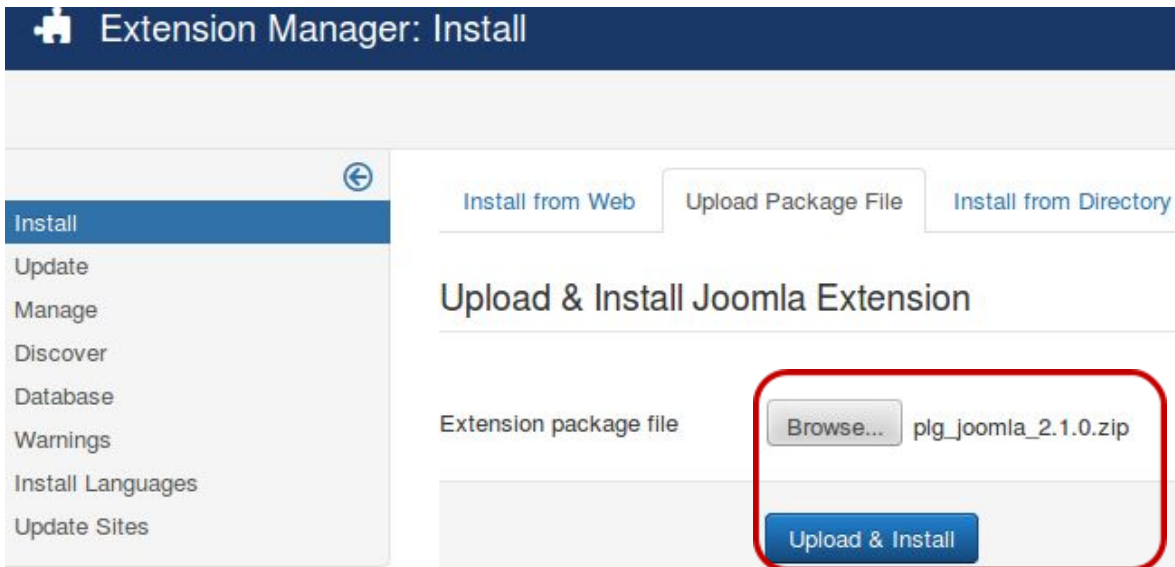 Extension Manager: Install
Install from Web
Upload Package File
Install from Directory
Install
Update
Manage
Discover
Database
Warnings
Install Languages
Update Sites
Upload & Install Joomla Extension
Extension package file
Browse...
plg_joomla_2.1.0.zip
Upload & Install